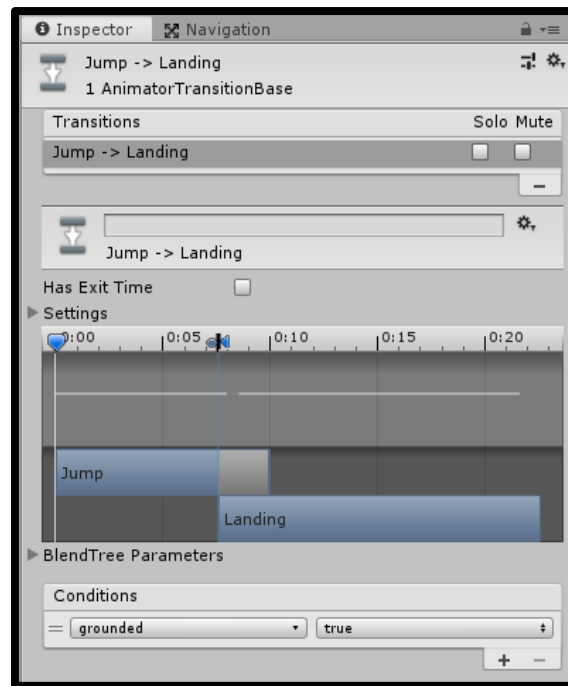 Inspector Navigation
Jump -> Landing
1 AnimatorTransitionBase
Transitions Solo Mute
Jump -> Landing
Jump -> Landing
Has Exit Time
Settings
0:00 0:05 0:10 0:15 0:20
Jump
Landing
BlendTree Parameters
Conditions
grounded true